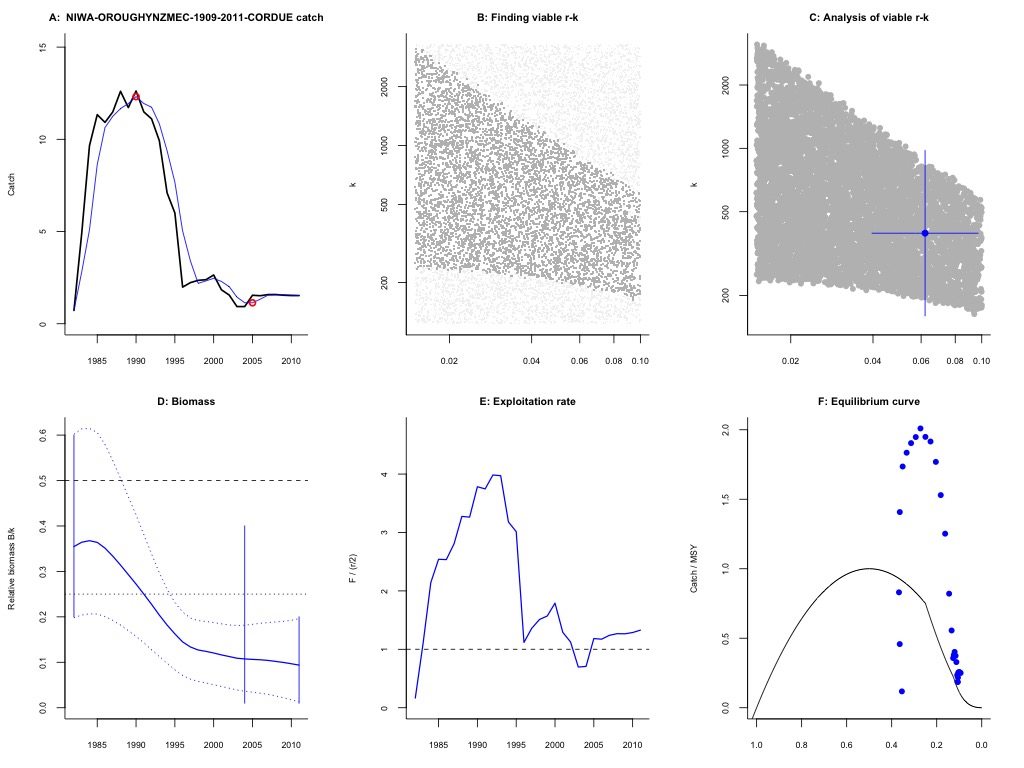 A:  NIWA-OROUGHYNZMEC-1909-2011-CORDUE catch
Catch
0 5 10 15
1985 1990 1995 2000 2005 2010
B: Finding viable r-k
k
200 500 1000 2000
0.02 0.04 0.06 0.08 0.10
C: Analysis of viable r-k
k
200 500 1000 2000
0.02 0.04 0.06 0.08 0.10
D: Biomass
Relative biomass B/k
0.0 0.1 0.2 0.3 0.4 0.5 0.6
1985 1990 1995 2000 2005 2010
E: Exploitation rate
F / (r/2)
0 1 2 3 4
1985 1990 1995 2000 2005 2010
F: Equilibrium curve
Catch / MSY
0.0 0.5 1.0 1.5 2.0
1.0 0.8 0.6 0.4 0.2 0.0